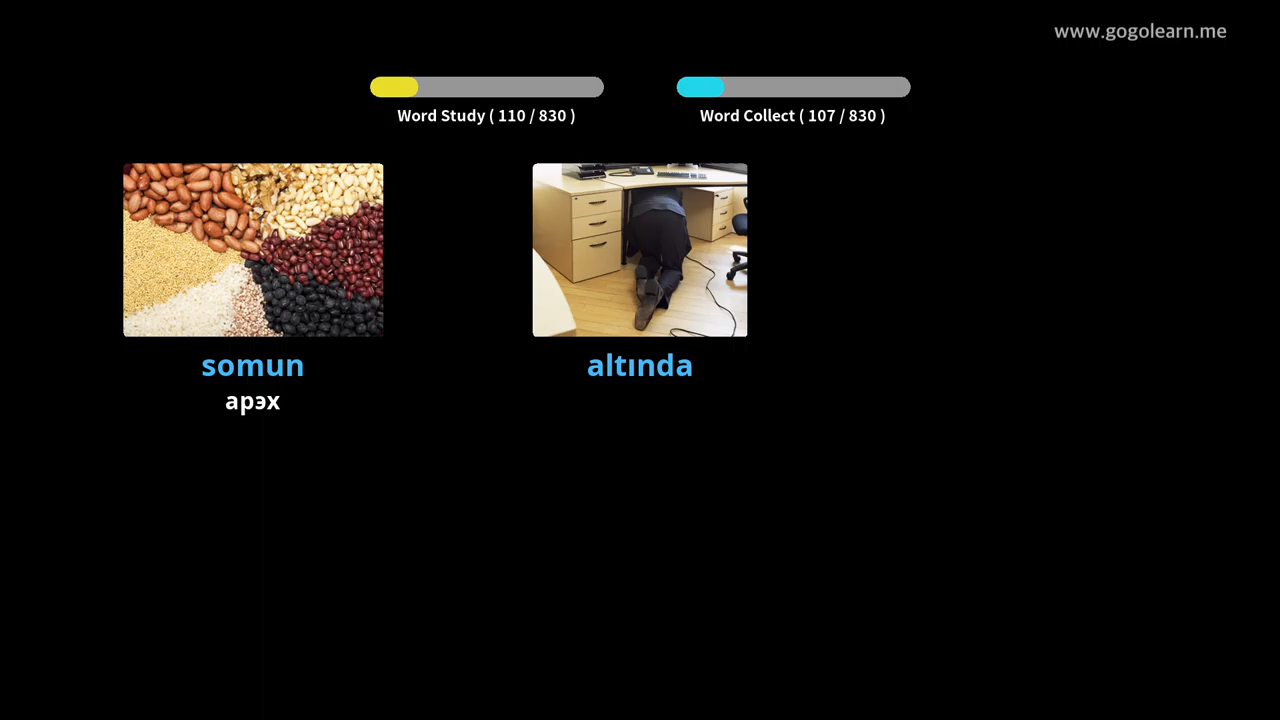 www.gogolearn.me
Word Study ( 110 / 830 )
Word Collect ( 107 / 830 )
somun
арэх
altında